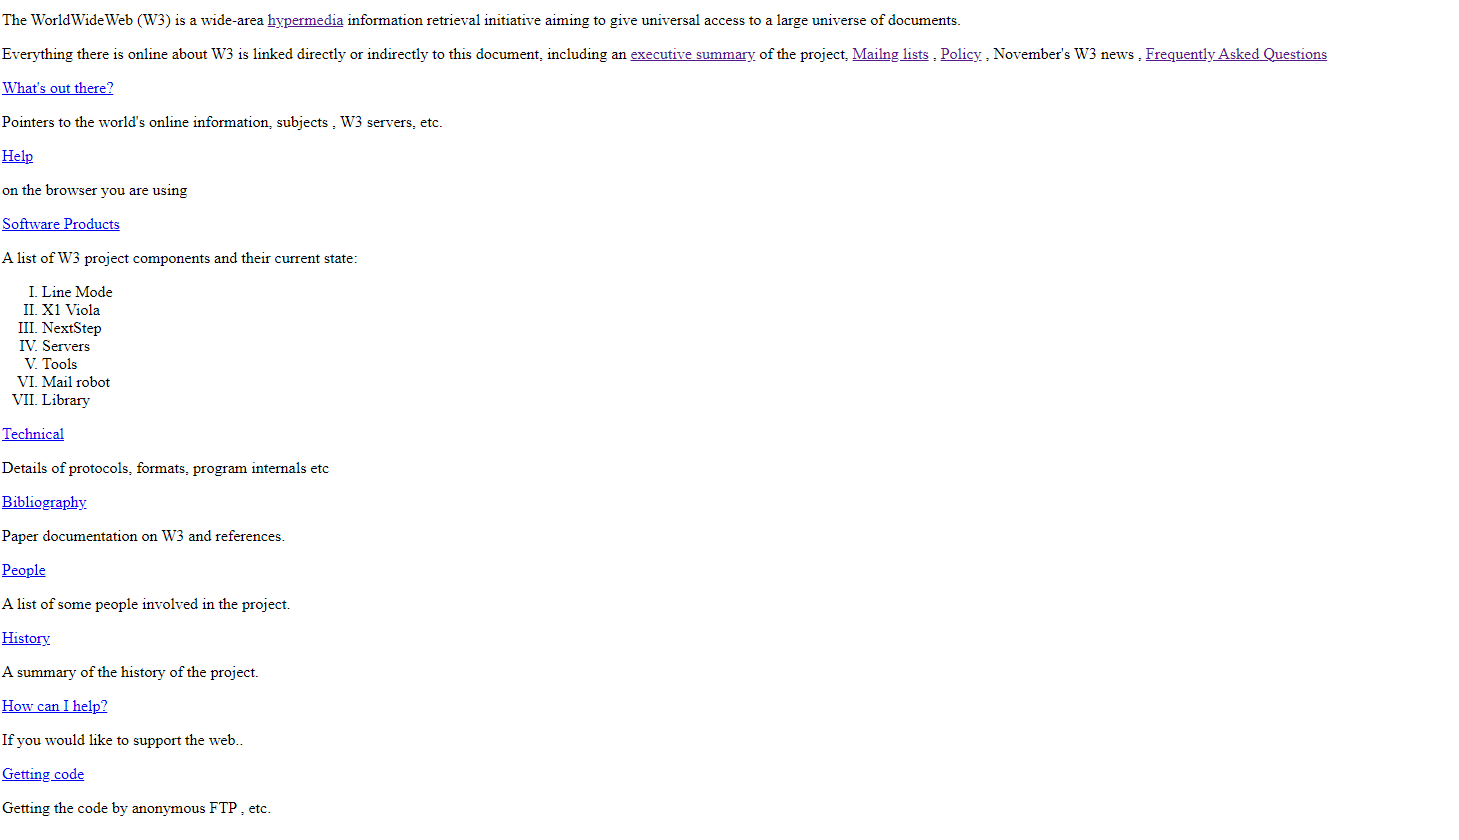 The WorldWideWeb (W3) is a wide-area hypermedia information retrieval initiative aiming to give universal access to a large universe of documents.
Everything there is online about W3 is linked directly or indirectly to this document, including an executive summary of the project, Mailng lists , Policy , November's W3 news , Frequently Asked Questions
What's out there?
Pointers to the world's online information, subjects , W3 servers, etc.
Help
on the browser you are using
Software Products
A list of W3 project components and their current state:
I. Line Mode
II. X1 Viola
III. NextStep
IV. Servers
V. Tools
VI. Mail robot
VII. Library
Technical
Details of protocols, formats, program internals etc
Bibliography
Paper documentation on W3 and references.
People
A list of some people involved in the project.
History
A summary of the history of the project.
How can I help?
If you would like to support the web..
Getting code
Getting the code by anonymous FTP , etc.